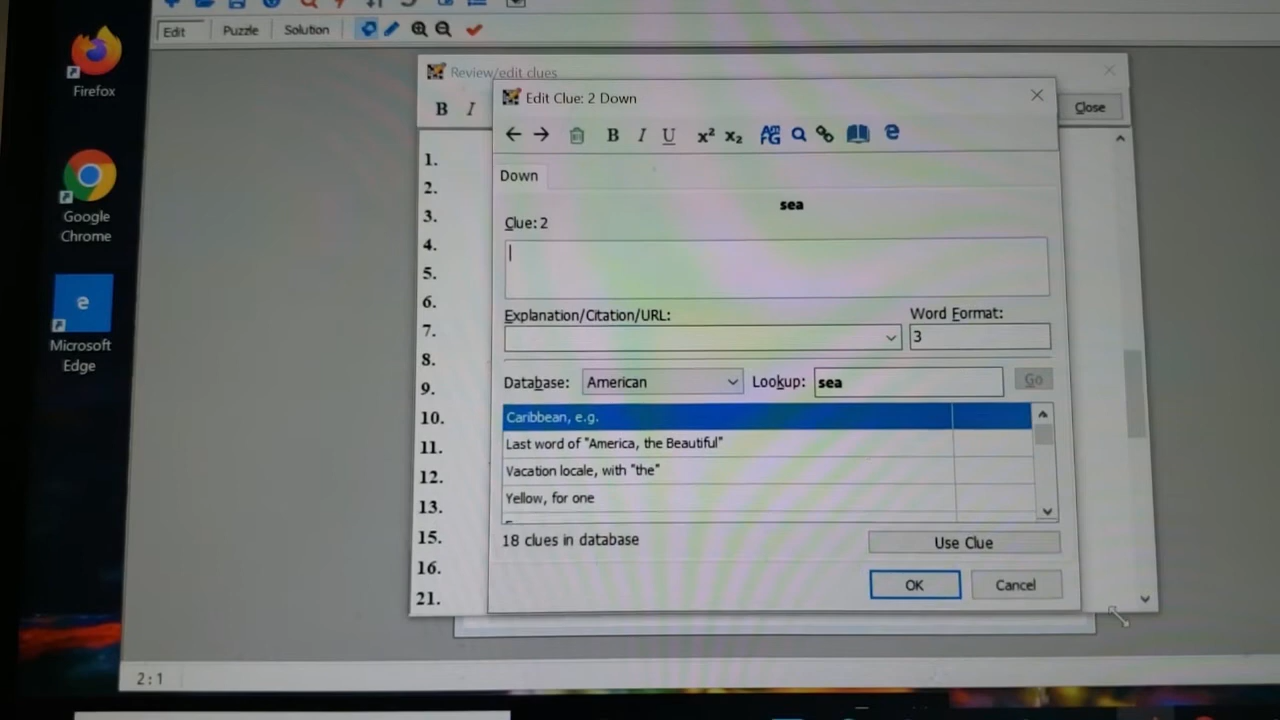 Firefox
Google
Chrome
Microsoft
Edge
Edit
Puzzle
Solution
Review/edit clues
B I
Close
Edit Clue: 2 Down
B I U x² x₂
Down
sea
Clue: 2
Explanation/Citation/URL:
Word Format:
3
Database: American Lookup: sea Go
Caribbean, e.g.
Last word of "America, the Beautiful"
Vacation locale, with "the"
Yellow, for one
18 clues in database
Use Clue
OK Cancel
1.
2.
3.
4.
5.
6.
7.
8.
9.
10.
11.
12.
13.
15.
16.
21.
2:1